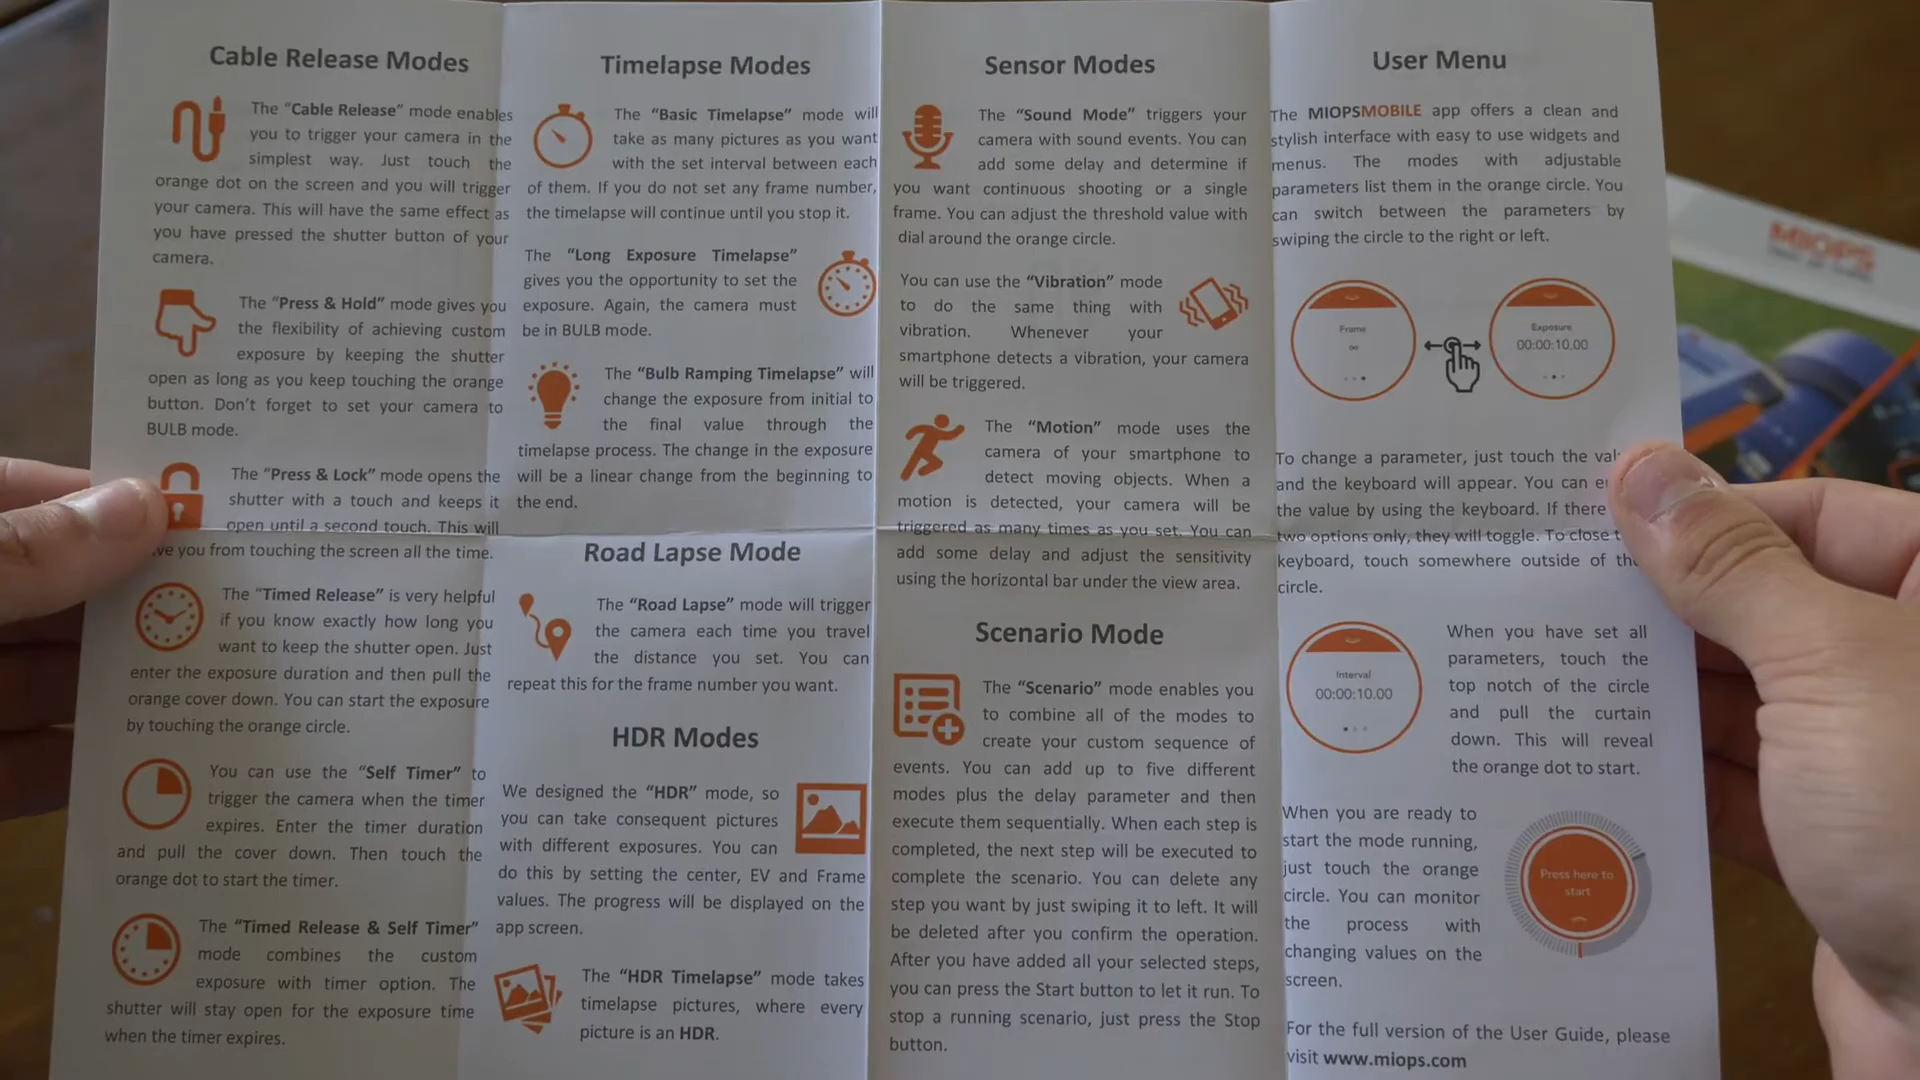 Cable Release Modes
The “Cable Release” mode enables
you to trigger your camera in the
simplest way. Just touch the
orange dot on the screen and you will trigger
your camera. This will have the same effect as
you have pressed the shutter button of your
camera.
The “Press & Hold” mode gives you
the flexibility of achieving custom
exposure by keeping the shutter
open as long as you keep touching the orange
button. Don’t forget to set your camera to
BULB mode.
The “Press & Lock” mode opens the
shutter with a touch and keeps it
open until a second touch. This will
you from touching the screen all the time.
The “Timed Release” is very helpful
if you know exactly how long you
want to keep the shutter open. Just
enter the exposure duration and then pull the
orange cover down. You can start the exposure
by touching the orange circle.
You can use the “Self Timer” to
trigger the camera when the timer
expires. Enter the timer duration
and pull the cover down. Then touch the
orange dot to start the timer.
The “Timed Release & Self Timer”
mode combines the custom
exposure with timer option. The
shutter will stay open for the exposure time
when the timer expires.
Timelapse Modes
The “Basic Timelapse” mode will
take as many pictures as you want
with the set interval between each
of them. If you do not set any frame number,
the timelapse will continue until you stop it.
The “Long Exposure Timelapse”
gives you the opportunity to set the
exposure. Again, the camera must
be in BULB mode.
The “Bulb Ramping Timelapse” will
change the exposure from initial to
the final value through the
timelapse process. The change in the exposure
will be a linear change from the beginning to
the end.
Road Lapse Mode
The “Road Lapse” mode will trigger
the camera each time you travel
the distance you set. You can
repeat this for the frame number you want.
HDR Modes
We designed the “HDR” mode, so
you can take consequent pictures
with different exposures. You can
do this by setting the center, EV and Frame
values. The progress will be displayed on the
app screen.
The “HDR Timelapse” mode takes
timelapse pictures, where every
picture is an HDR.
Sensor Modes
The “Sound Mode” triggers your
camera with sound events. You can
add some delay and determine if
you want continuous shooting or a single
frame. You can adjust the threshold value with
dial around the orange circle.
You can use the “Vibration” mode
to do the same thing with
vibration. Whenever your
smartphone detects a vibration, your camera
will be triggered.
The “Motion” mode uses the
camera of your smartphone to
detect moving objects. When a
motion is detected, your camera will be
triggered as many times as you set. You can
add some delay and adjust the sensitivity
using the horizontal bar under the view area.
Scenario Mode
The “Scenario” mode enables you
to combine all of the modes to
create your custom sequence of
events. You can add up to five different
modes plus the delay parameter and then
execute them sequentially. When each step is
completed, the next step will be executed to
complete the scenario. You can delete any
step you want by just swiping it to left. It will
be deleted after you confirm the operation.
After you have added all your selected steps,
you can press the Start button to let it run. To
stop a running scenario, just press the Stop
button.
User Menu
The MIOPSMOBILE app offers a clean and
stylish interface with easy to use widgets and
menus. The modes with adjustable
parameters list them in the orange circle. You
can switch between the parameters by
swiping the circle to the right or left.
Frame
∞
Exposure
00:00:10.00
To change a parameter, just touch the
and the keyboard will appear. You can
the value by using the keyboard. If there
two options only, they will toggle. To close
keyboard, touch somewhere outside of
circle.
Interval
00:00:10.00
When you have set all
parameters, touch the
top notch of the circle
and pull the curtain
down. This will reveal
the orange dot to start.
When you are ready to
start the mode running,
just touch the orange
circle. You can monitor
the process with
changing values on the
screen.
Press here to
start
For the full version of the User Guide, please
visit www.miops.com
MIOPS